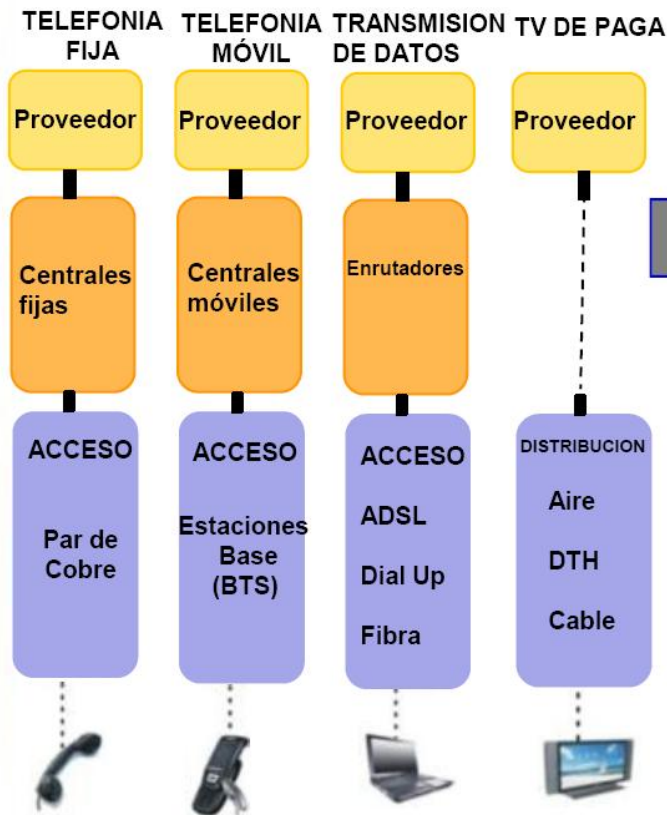 TELEFONIA
FIJA
TELEFONIA
MÓVIL
TRANSMISION
DE DATOS
TV DE PAGA
Proveedor
Proveedor
Proveedor
Proveedor
Centrales
fijas
Centrales
móviles
Enrutadores
ACCESO
Par de
Cobre
ACCESO
Estaciones
Base
(BTS)
ACCESO
ADSL
Dial Up
Fibra
DISTRIBUCION
Aire
DTH
Cable